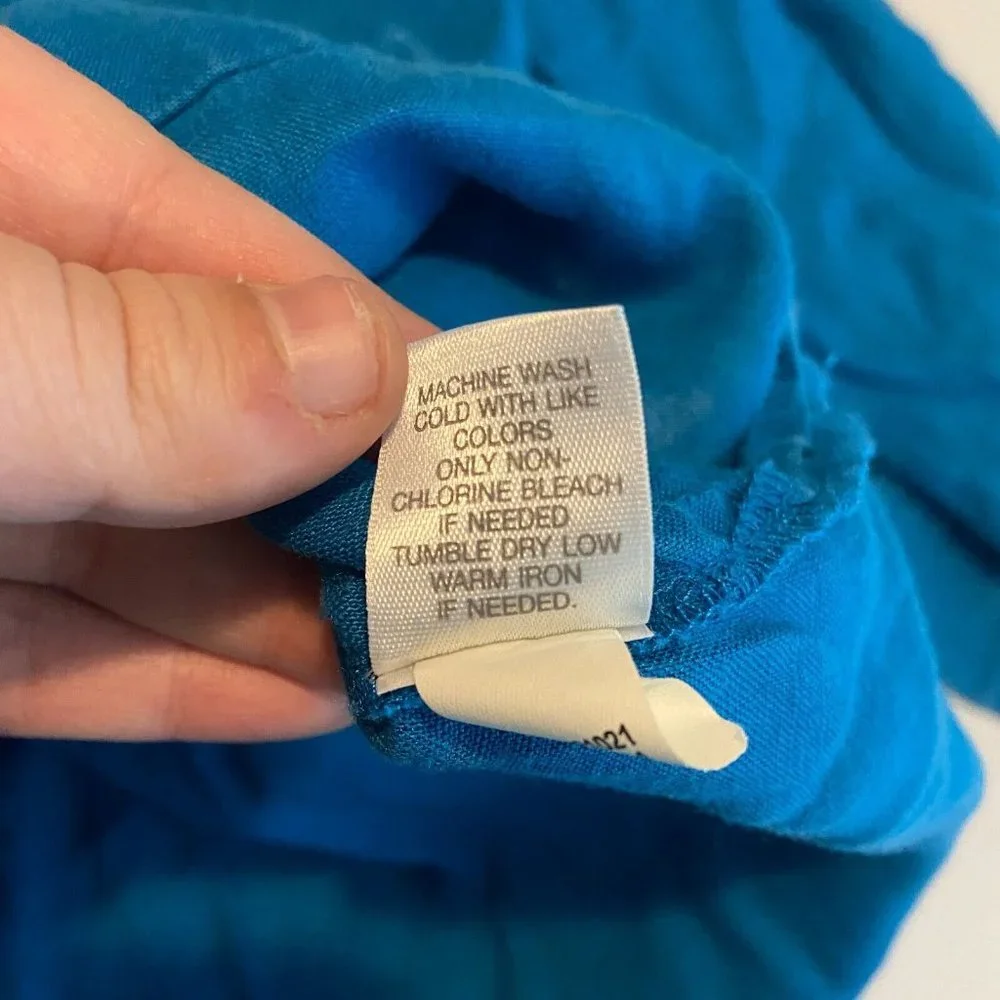 MACHINE WASH
COLD WITH LIKE
COLORS
ONLY NON-
CHLORINE BLEACH
IF NEEDED
TUMBLE DRY LOW
WARM IRON
IF NEEDED.